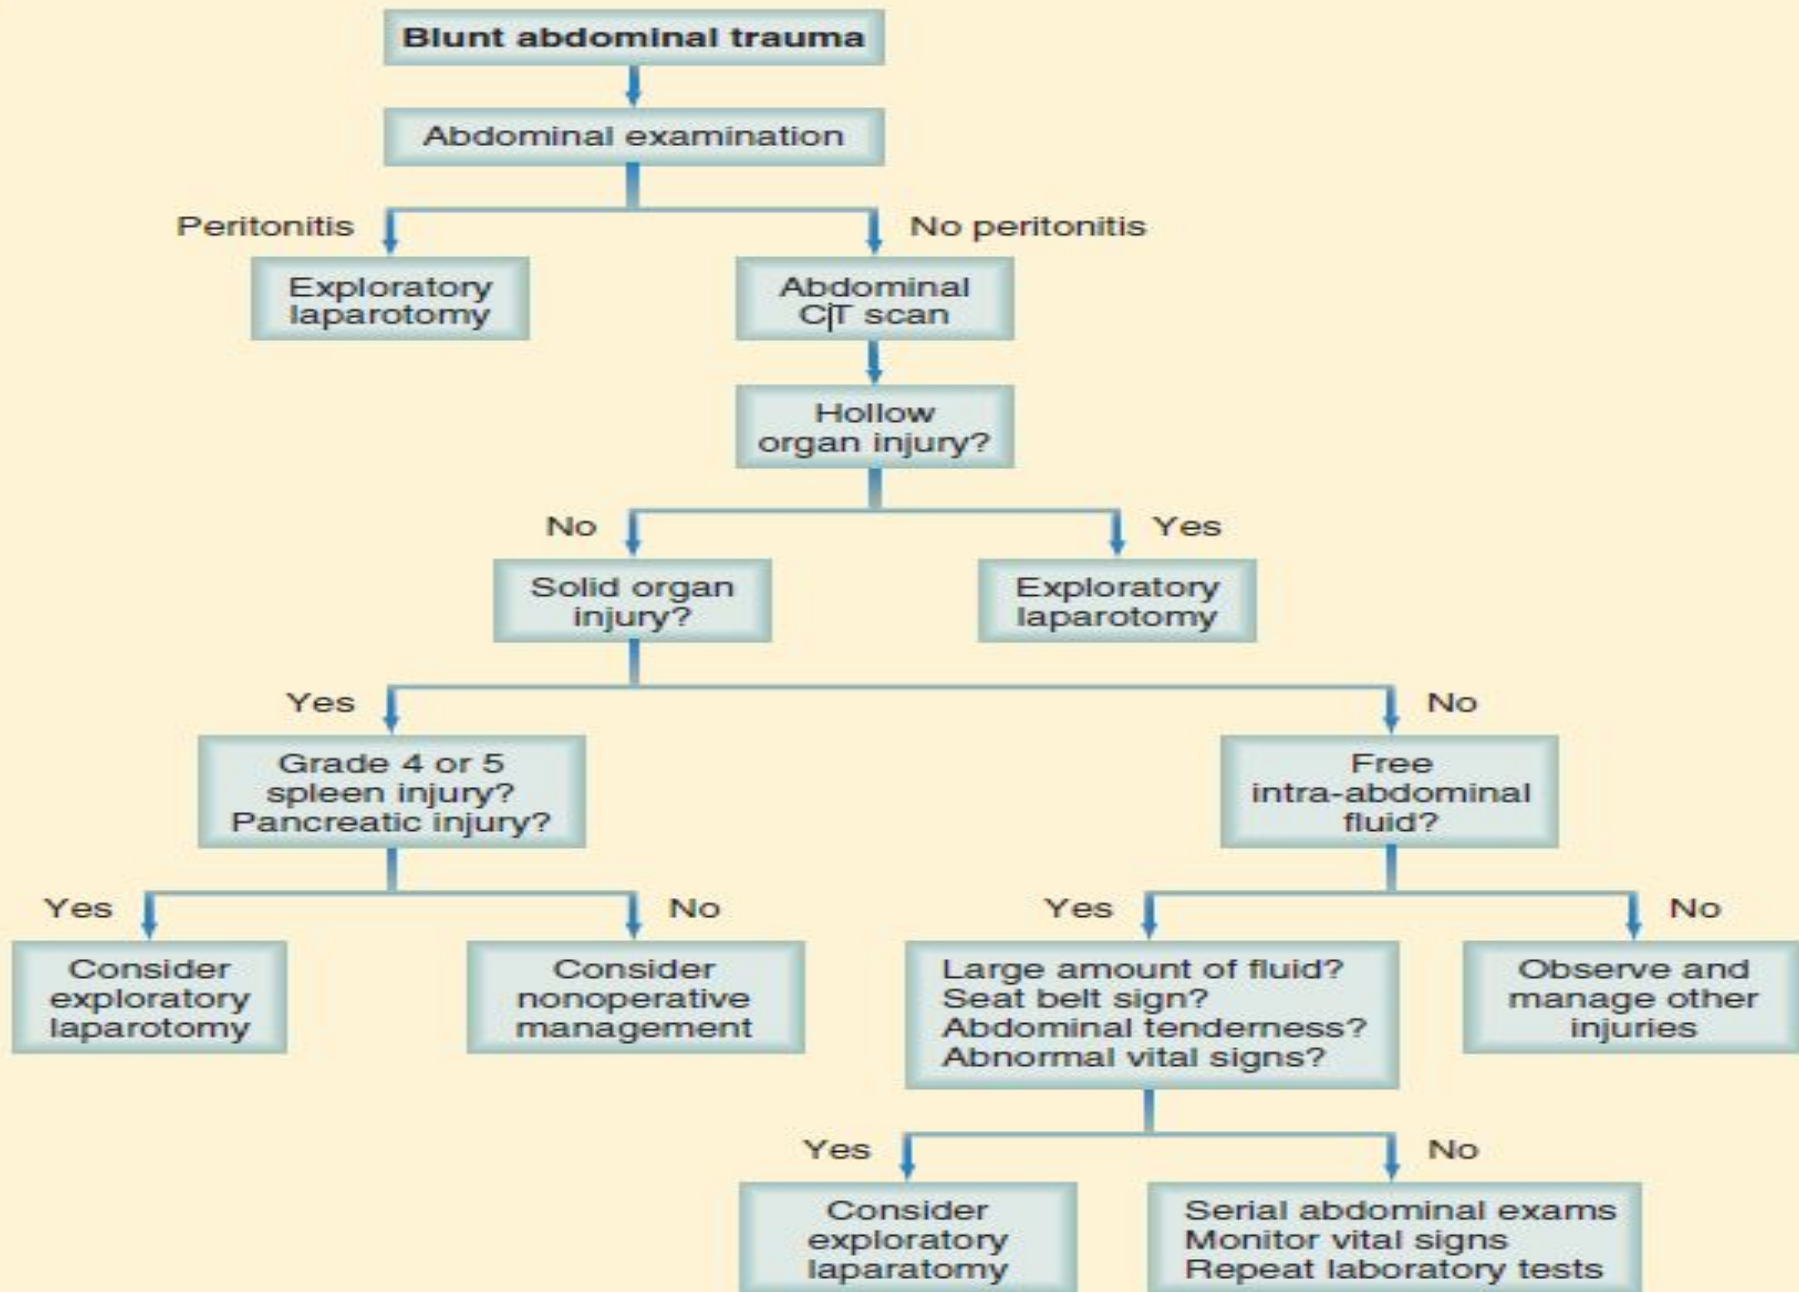 Blunt abdominal trauma
Abdominal examination
Peritonitis
No peritonitis
Exploratory
laparotomy
Abdominal
CT scan
Hollow
organ injury?
No
Yes
Solid organ
injury?
Exploratory
laparotomy
Yes
No
Grade 4 or 5
spleen injury?
Pancreatic injury?
Free
intra-abdominal
fluid?
Yes
No
Yes
No
Consider
exploratory
laparotomy
Consider
nonoperative
management
Large amount of fluid?
Seat belt sign?
Abdominal tenderness?
Abnormal vital signs?
Observe and
manage other
injuries
Yes
No
Consider
exploratory
laparatomy
Serial abdominal exams
Monitor vital signs
Repeat laboratory tests